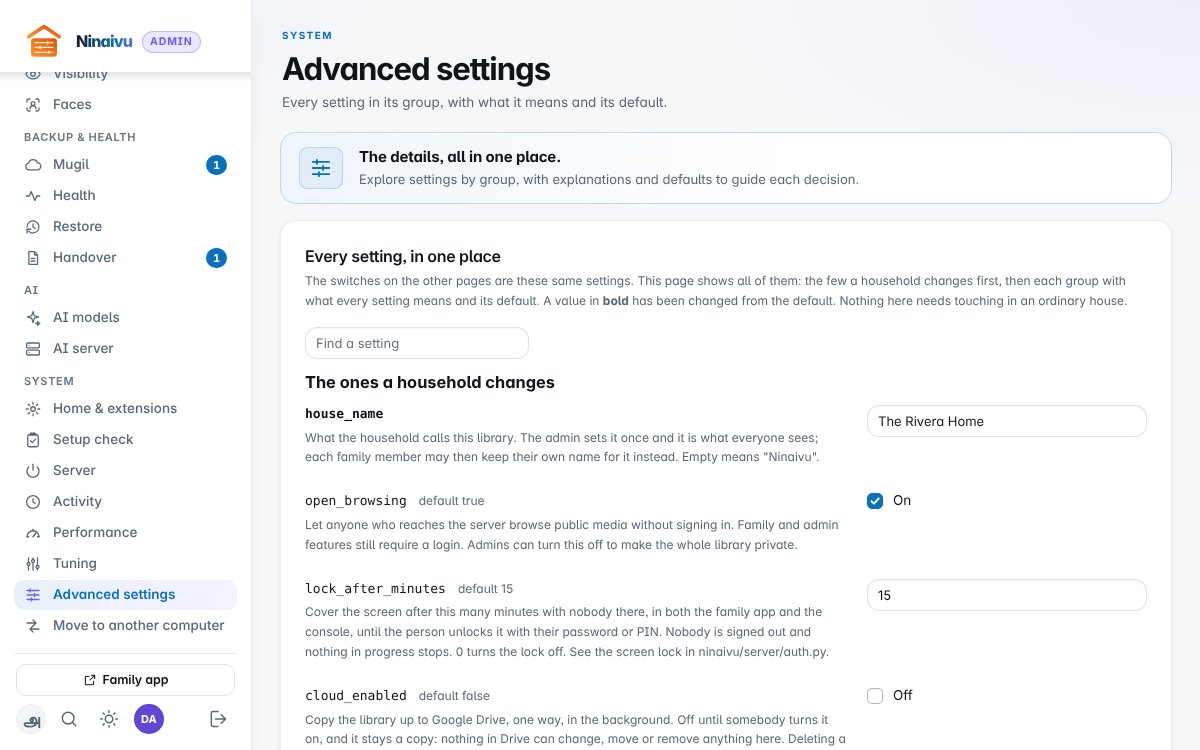 Ninaivu ADMIN
Visibility
Faces
BACKUP & HEALTH
Mugil 1
Health
Restore
Handover 1
AI
AI models
AI server
SYSTEM
Home & extensions
Setup check
Server
Activity
Performance
Tuning
Advanced settings
Move to another computer
Family app
அ DA
SYSTEM
Advanced settings
Every setting in its group, with what it means and its default.
The details, all in one place.
Explore settings by group, with explanations and defaults to guide each decision.
Every setting, in one place
The switches on the other pages are these same settings. This page shows all of them: the few a household changes first, then each group with
what every setting means and its default. A value in bold has been changed from the default. Nothing here needs touching in an ordinary house.
Find a setting
The ones a household changes
house_name
The Rivera Home
What the household calls this library. The admin sets it once and it is what everyone sees;
each family member may then keep their own name for it instead. Empty means "Ninaivu".
open_browsing default true
On
Let anyone who reaches the server browse public media without signing in. Family and admin
features still require a login. Admins can turn this off to make the whole library private.
lock_after_minutes default 15
15
Cover the screen after this many minutes with nobody there, in both the family app and the
console, until the person unlocks it with their password or PIN. Nobody is signed out and
nothing in progress stops. 0 turns the lock off. See the screen lock in ninaivu/server/auth.py.
cloud_enabled default false
Off
Copy the library up to Google Drive, one way, in the background. Off until somebody turns it
on, and it stays a copy: nothing in Drive can change, move or remove anything here. Deleting a